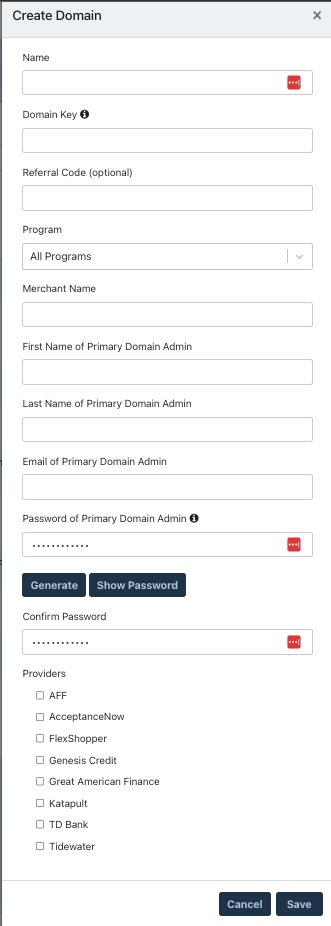 Create Domain ×
Name
Domain Key
Referral Code (optional)
Program
All Programs
Merchant Name
First Name of Primary Domain Admin
Last Name of Primary Domain Admin
Email of Primary Domain Admin
Password of Primary Domain Admin
............
Generate Show Password
Confirm Password
............
Providers
AFF
AcceptanceNow
FlexShopper
Genesis Credit
Great American Finance
Katapult
TD Bank
Tidewater
Cancel Save